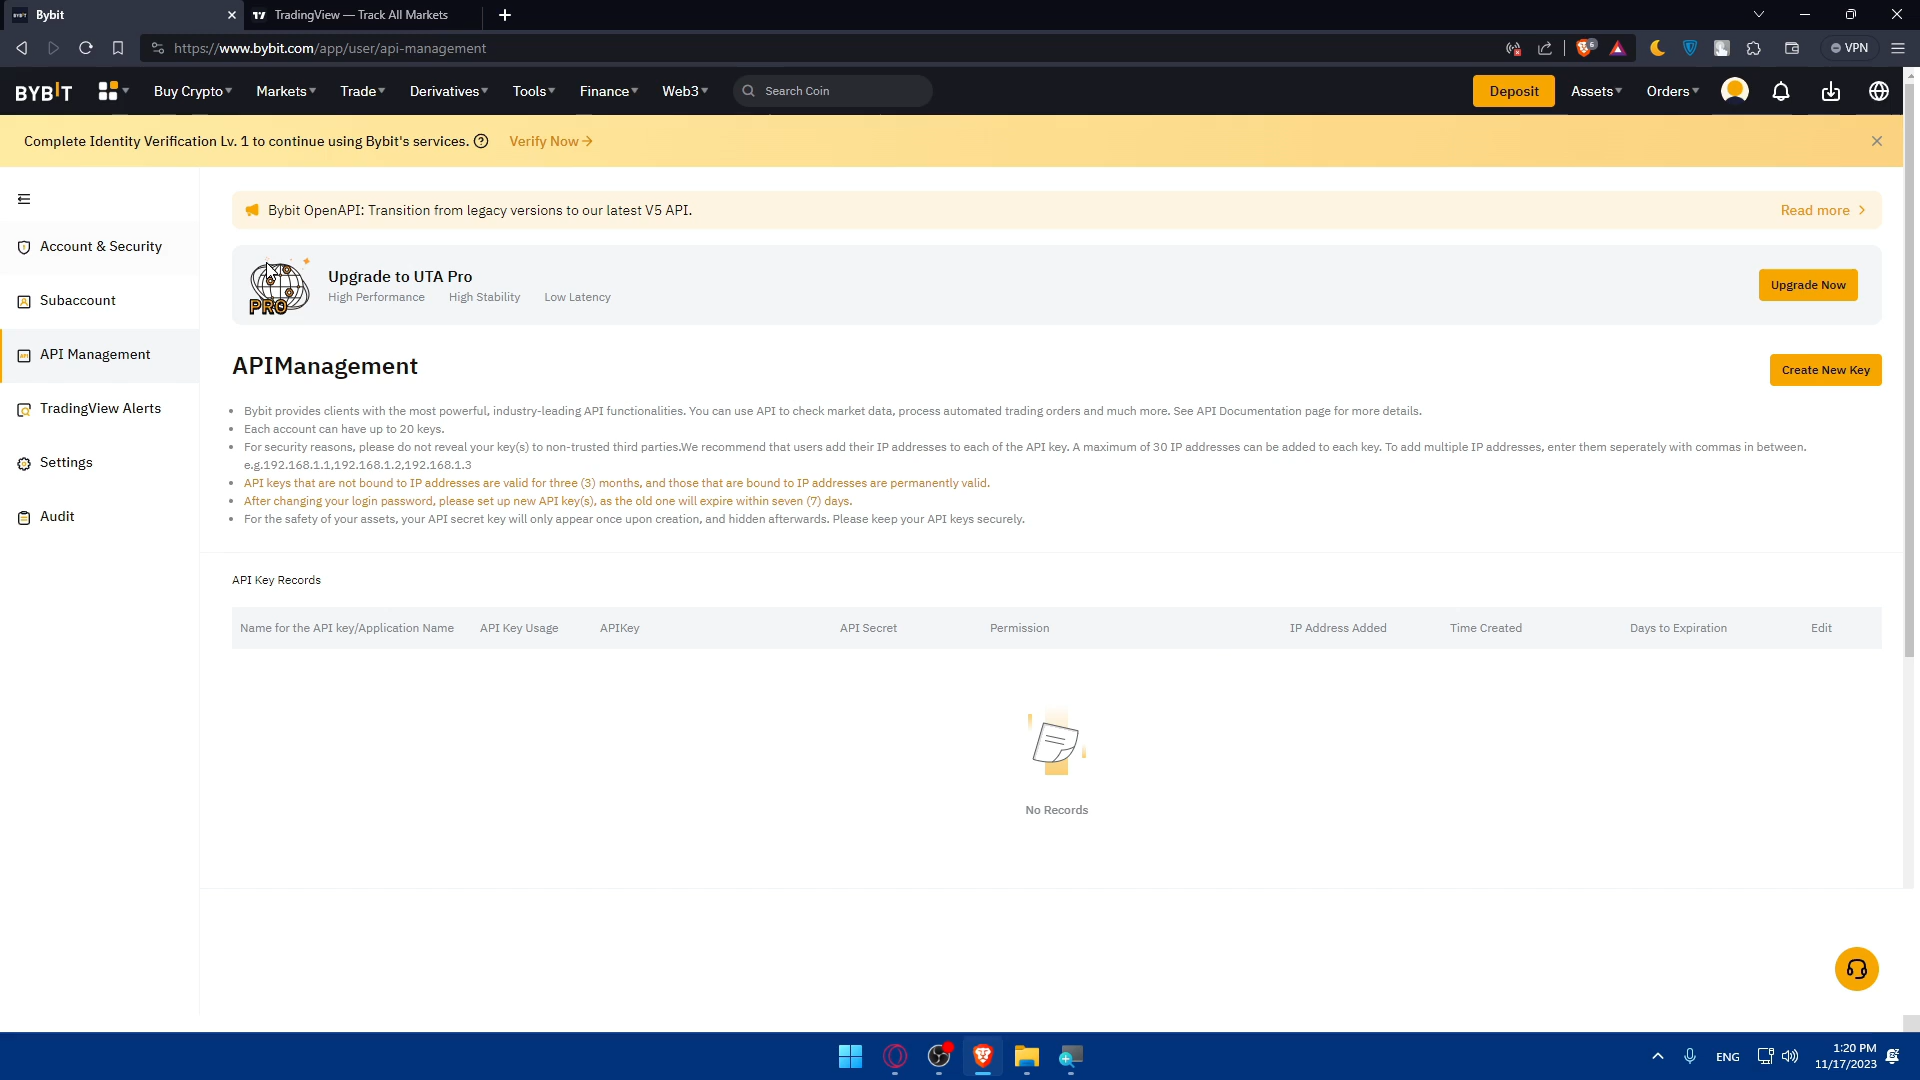 Bybit
TradingView — Track All Markets
https://www.bybit.com/app/user/api-management
6
VPN
BYBIT
Buy Crypto
Markets
Trade
Derivatives
Tools
Finance
Web3
Search Coin
Deposit
Assets
Orders
Complete Identity Verification Lv. 1 to continue using Bybit's services.
Verify Now
Bybit OpenAPI: Transition from legacy versions to our latest V5 API.
Read more
Account & Security
Subaccount
API Management
TradingView Alerts
Settings
Audit
PRO
Upgrade to UTA Pro
High Performance High Stability Low Latency
Upgrade Now
APIManagement
Create New Key
• Bybit provides clients with the most powerful, industry-leading API functionalities. You can use API to check market data, process automated trading orders and much more. See API Documentation page for more details.
• Each account can have up to 20 keys.
• For security reasons, please do not reveal your key(s) to non-trusted third parties.We recommend that users add their IP addresses to each of the API key. A maximum of 30 IP addresses can be added to each key. To add multiple IP addresses, enter them seperately with commas in between.
e.g.192.168.1.1,192.168.1.2,192.168.1.3
• API keys that are not bound to IP addresses are valid for three (3) months, and those that are bound to IP addresses are permanently valid.
• After changing your login password, please set up new API key(s), as the old one will expire within seven (7) days.
• For the safety of your assets, your API secret key will only appear once upon creation, and hidden afterwards. Please keep your API keys securely.
API Key Records
Name for the API key/Application Name API Key Usage APIKey API Secret Permission IP Address Added Time Created Days to Expiration Edit
No Records
ENG
1:20 PM
11/17/2023